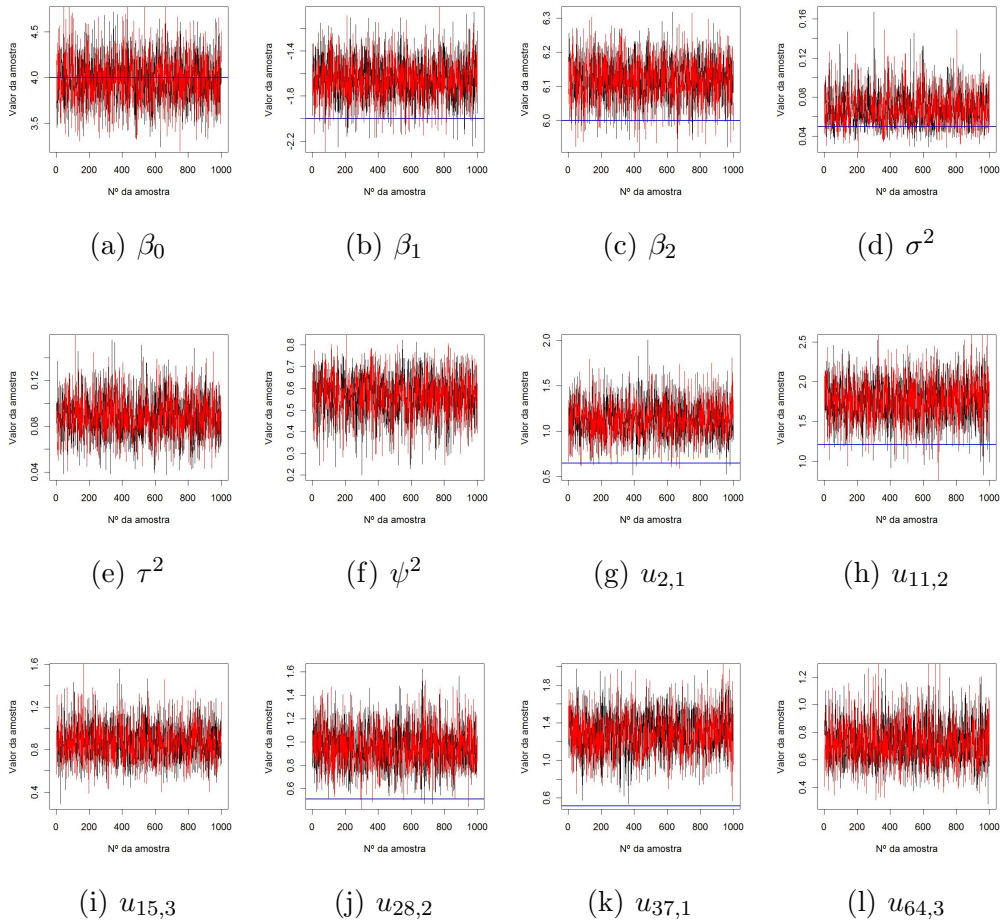 Valor da amostra
4.5
4.0
3.5
0 200 400 600 800 1000
Nº da amostra
(a) β₀
Valor da amostra
-1.4
-1.8
-2.2
0 200 400 600 800 1000
Nº da amostra
(b) β₁
Valor da amostra
6.3
6.2
6.1
6.0
0 200 400 600 800 1000
Nº da amostra
(c) β₂
Valor da amostra
0.16
0.12
0.08
0.04
0 200 400 600 800 1000
Nº da amostra
(d) σ²
Valor da amostra
0.12
0.08
0.04
0 200 400 600 800 1000
Nº da amostra
(e) τ²
Valor da amostra
0.8
0.7
0.6
0.5
0.4
0.3
0.2
0 200 400 600 800 1000
Nº da amostra
(f) ψ²
Valor da amostra
2.0
1.5
1.0
0.5
0 200 400 600 800 1000
Nº da amostra
(g) u₂,₁
Valor da amostra
2.5
2.0
1.5
1.0
0 200 400 600 800 1000
Nº da amostra
(h) u₁₁,₂
Valor da amostra
1.6
1.2
0.8
0.4
0 200 400 600 800 1000
Nº da amostra
(i) u₁₅,₃
Valor da amostra
1.6
1.4
1.2
1.0
0.8
0.6
0 200 400 600 800 1000
Nº da amostra
(j) u₂₈,₂
Valor da amostra
1.8
1.4
1.0
0.6
0 200 400 600 800 1000
Nº da amostra
(k) u₃₇,₁
Valor da amostra
1.2
1.0
0.8
0.6
0.4
0 200 400 600 800 1000
Nº da amostra
(l) u₆₄,₃